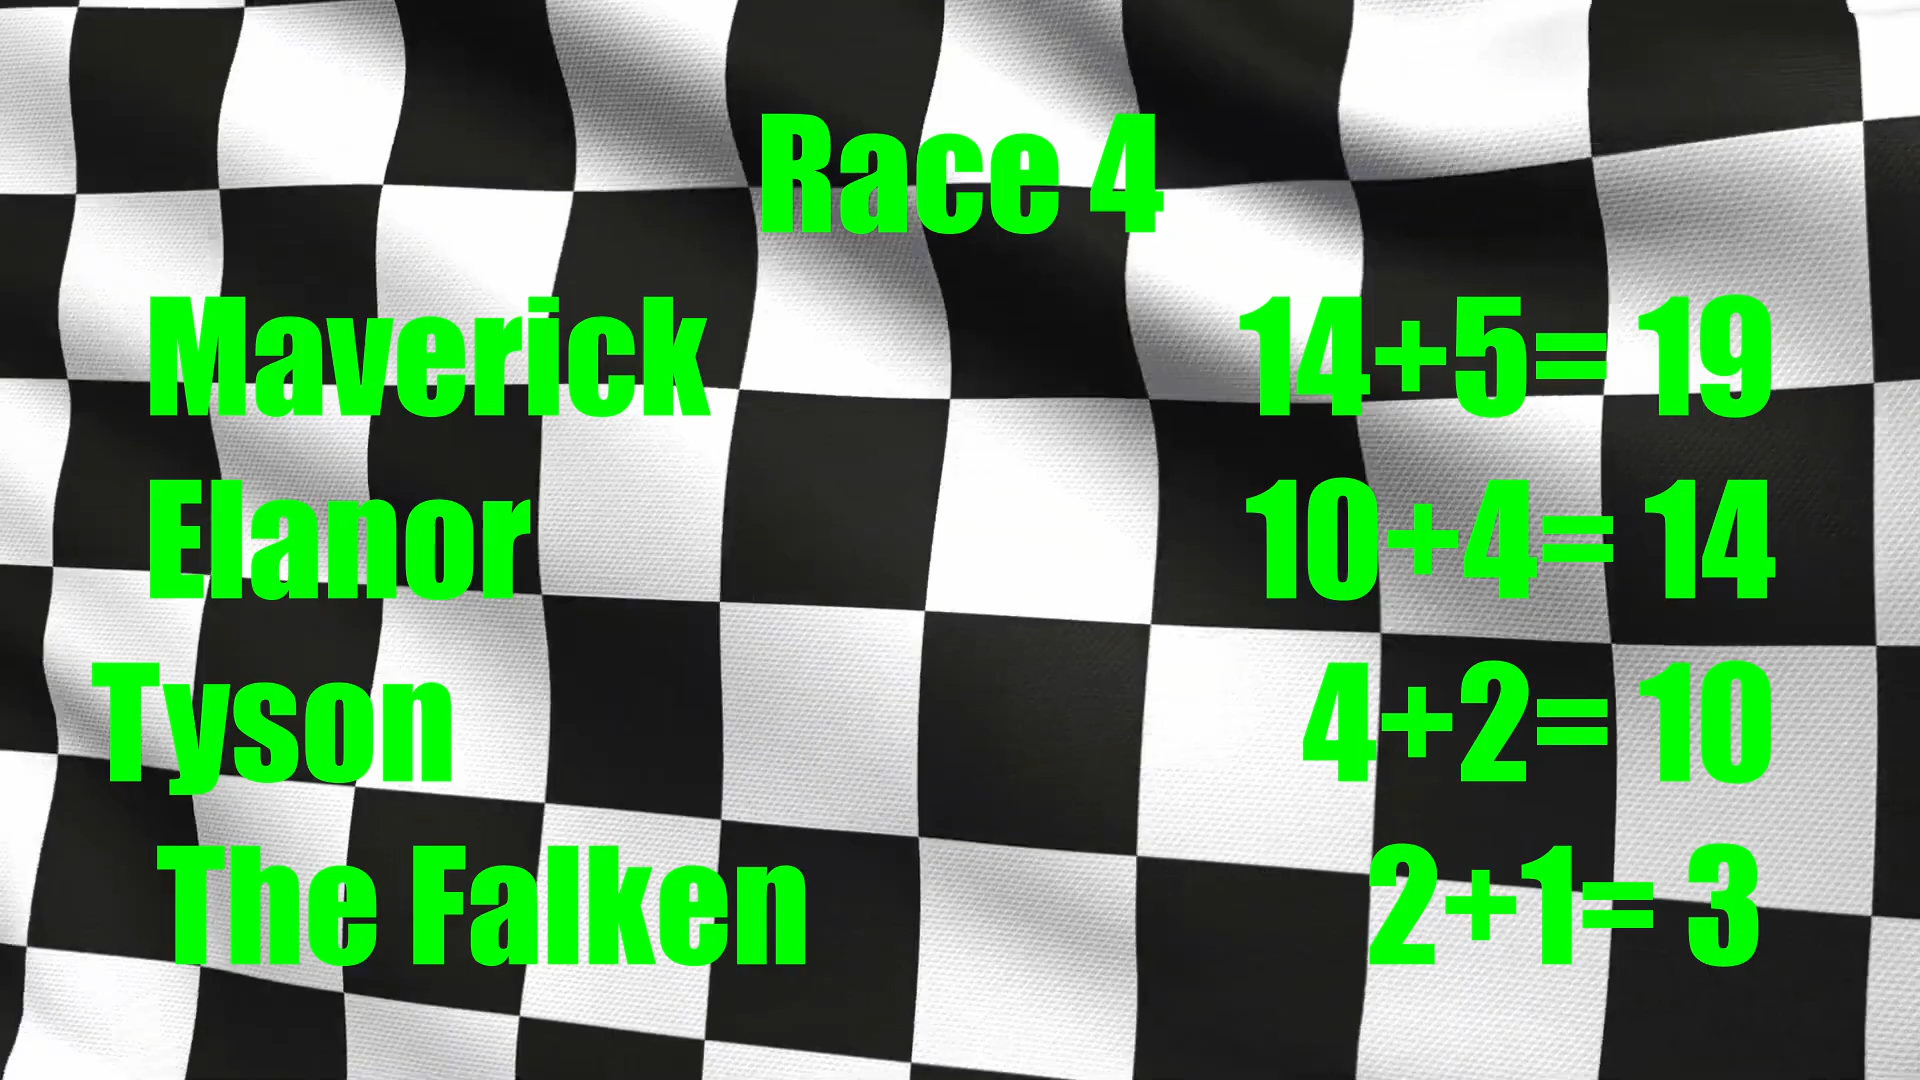 Race 4
Maverick 14+5= 19
Elanor 10+4= 14
Tyson 4+2= 10
The Falken 2+1= 3